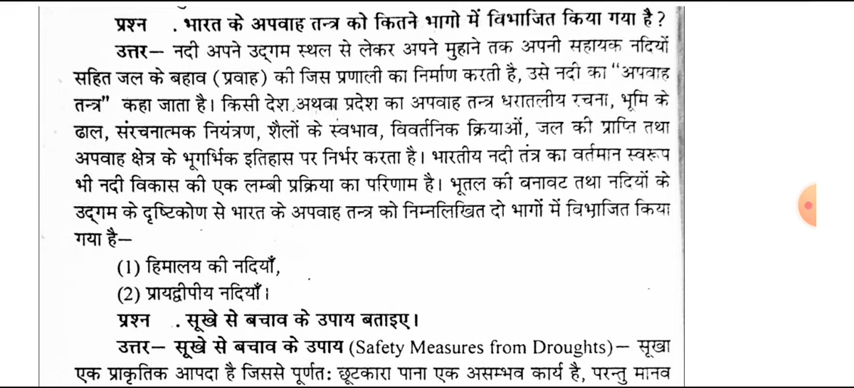 प्रश्न . भारत के अपवाह तन्त्र को कितने भागो में विभाजित किया गया है ?
उत्तर— नदी अपने उद्गम स्थल से लेकर अपने मुहाने तक अपनी सहायक नदियों
सहित जल के बहाव (प्रवाह) की जिस प्रणाली का निर्माण करती है, उसे नदी का "अपवाह
तन्त्र" कहा जाता है। किसी देश अथवा प्रदेश का अपवाह तन्त्र धरातलीय रचना, भूमि के
ढाल, संरचनात्मक नियंत्रण, शैलों के स्वभाव, विवर्तनिक क्रियाओं, जल की प्राप्ति तथा
अपवाह क्षेत्र के भूगर्भिक इतिहास पर निर्भर करता है। भारतीय नदी तंत्र का वर्तमान स्वरूप
भी नदी विकास की एक लम्बी प्रक्रिया का परिणाम है। भूतल की बनावट तथा नदियों के
उद्गम के दृष्टिकोण से भारत के अपवाह तन्त्र को निम्नलिखित दो भागों में विभाजित किया
गया है—
(1) हिमालय की नदियाँ,
(2) प्रायद्वीपीय नदियाँ।
प्रश्न . सूखे से बचाव के उपाय बताइए।
उत्तर— सूखे से बचाव के उपाय (Safety Measures from Droughts)— सूखा
एक प्राकृतिक आपदा है जिससे पूर्णत: छूटकारा पाना एक असम्भव कार्य है, परन्तु मानव